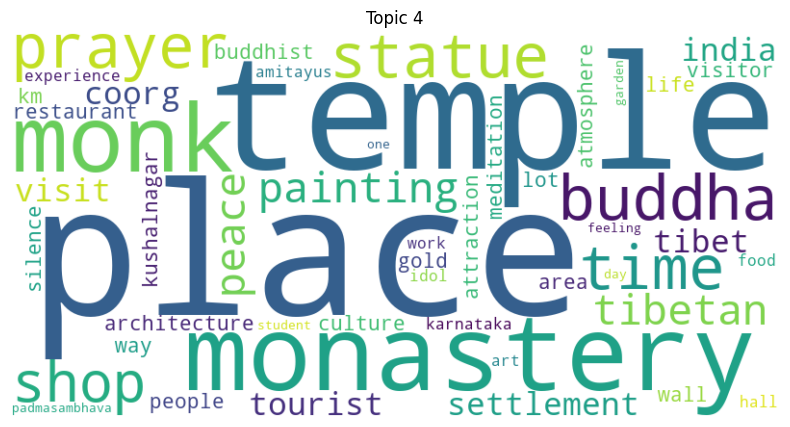 Topic 4
prayer
buddhist
statue
india
experience
amitayus
visitor
km
coorg
temple
atmosphere
garden
life
restaurant
monk
one
meditation
lot
visit
kushalnagar
peace
painting
buddha
silence
place
attraction
work
feeling
tibet
gold
idol
time
day
food
area
tibetan
architecture
student
culture
karnataka
way
monastery
art
shop
people
tourist
settlement
wall
hall
padmasambhava